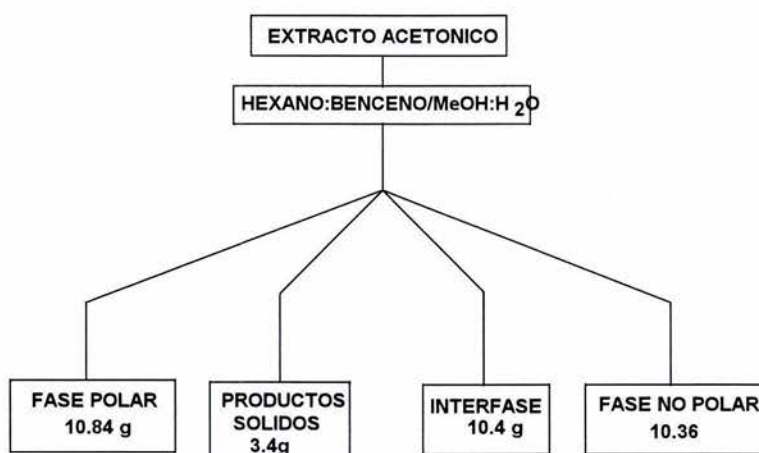 EXTRACTO ACETONICO
HEXANO:BENCENO/MeOH:H2O
FASE POLAR
10.84 g
PRODUCTOS
SOLIDOS
3.4g
INTERFASE
10.4 g
FASE NO POLAR
10.36